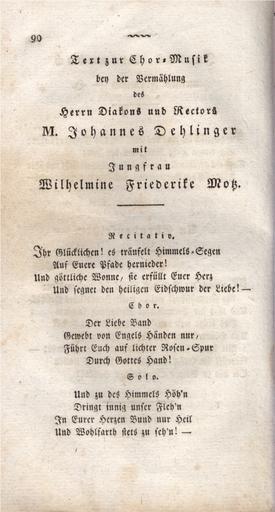 90
Text zur Chor-Musik
bey der Vermählung
des
Herrn Diakons und Rectors
M. Johannes Dehlinger
mit
Jungfrau
Wilhelmine Friederike Motz.
Recitativ.
Ihr Glücklichen! es träufelt Himmels-Segen
Auf Euere Pfade hernieder!
Und göttliche Wonne, sie erfüllt Euer Herz
Und segnet den heiligen Eidschwur der Liebe! —
Chor.
Der Liebe Band
Gewebt von Engels Händen nur,
Führt Euch auf lichter Rosen-Spur
Durch Gottes Hand!
Solo.
Und zu des Himmels Höh'n
Dringt innig unser Fleh'n
In Eurer Herzen Bund nur Heil
Und Wohlfarth stets zu seh'n! —